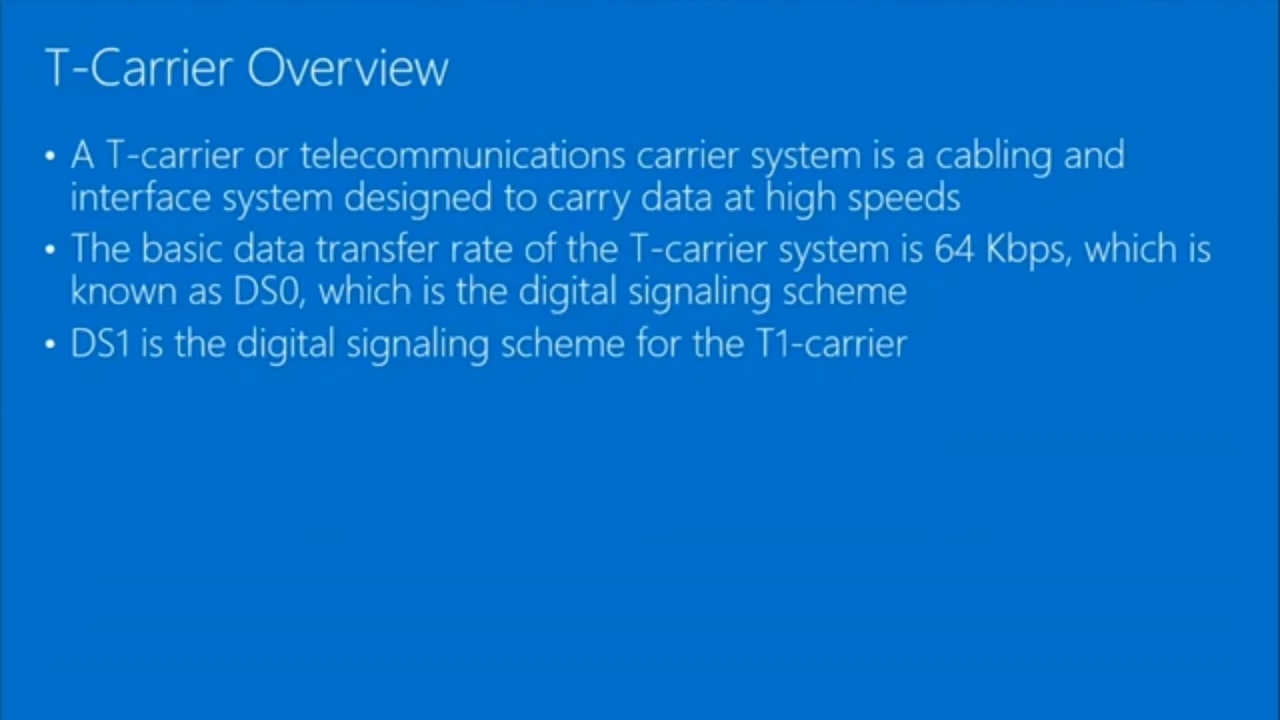 T-Carrier Overview
• A T-carrier or telecommunications carrier system is a cabling and
interface system designed to carry data at high speeds
• The basic data transfer rate of the T-carrier system is 64 Kbps, which is
known as DS0, which is the digital signaling scheme
• DS1 is the digital signaling scheme for the T1-carrier